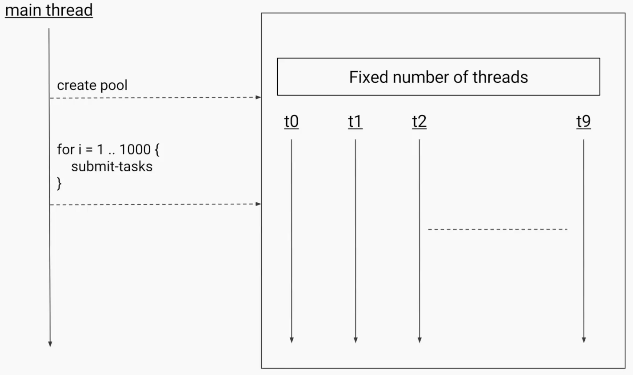 main thread
create pool
for i = 1 .. 1000 {
submit-tasks
}
Fixed number of threads
t0 t1 t2 t9